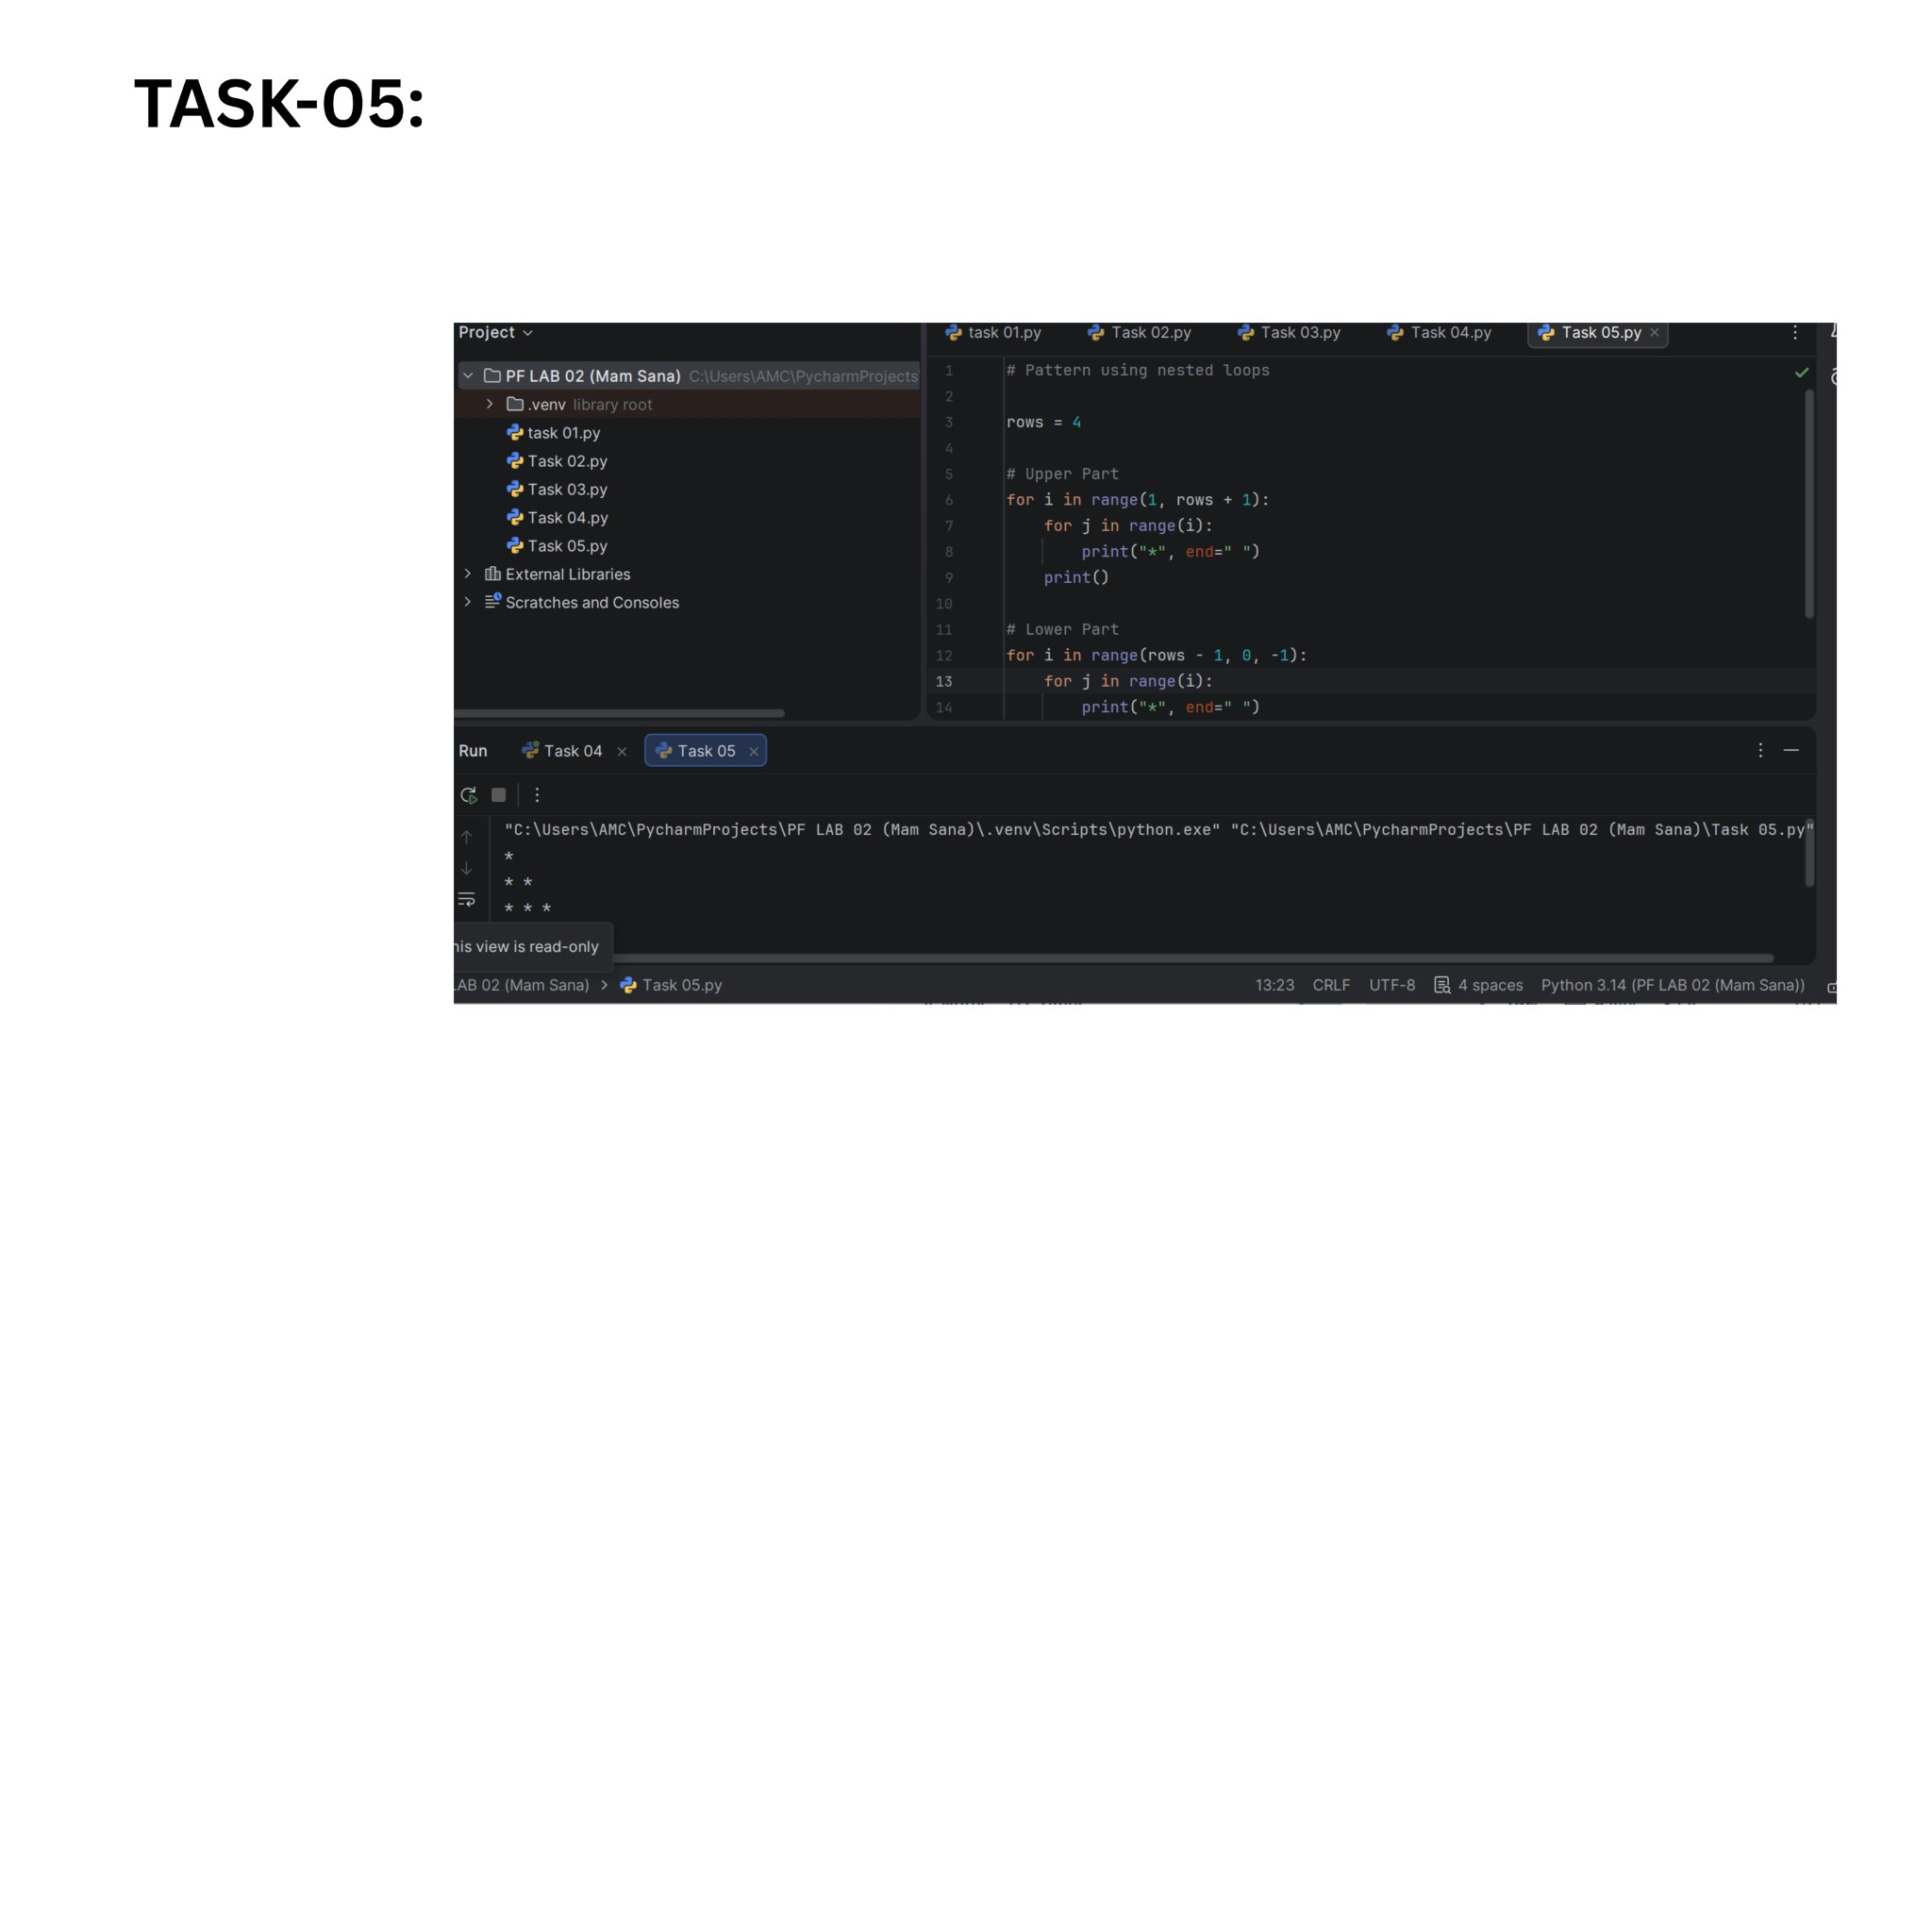 TASK-05:
Project
PF LAB 02 (Mam Sana) C:\Users\AMC\PycharmProjects
.venv library root
task 01.py
Task 02.py
Task 03.py
Task 04.py
Task 05.py
External Libraries
Scratches and Consoles
task 01.py Task 02.py Task 03.py Task 04.py Task 05.py
1 # Pattern using nested loops
2
3 rows = 4
4
5 # Upper Part
6 for i in range(1, rows + 1):
7     for j in range(i):
8         print("*", end=" ")
9     print()
10
11 # Lower Part
12 for i in range(rows - 1, 0, -1):
13     for j in range(i):
14         print("*", end=" ")
Run Task 04 Task 05
"C:\Users\AMC\PycharmProjects\PF LAB 02 (Mam Sana)\.venv\Scripts\python.exe" "C:\Users\AMC\PycharmProjects\PF LAB 02 (Mam Sana)\Task 05.py"
*
* *
* * *
his view is read-only
LAB 02 (Mam Sana) > Task 05.py 13:23 CRLF UTF-8 4 spaces Python 3.14 (PF LAB 02 (Mam Sana))